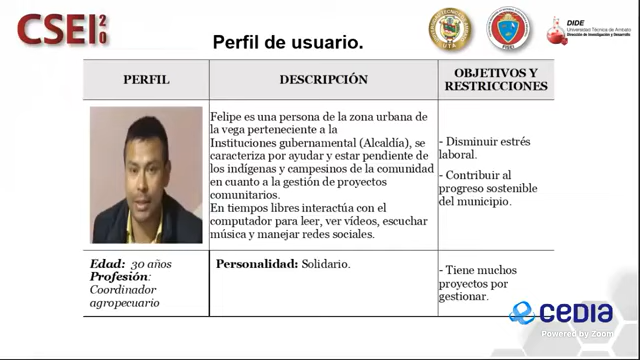 CSEI 20
Perfil de usuario.
UTA
FISEI
DIDE
Universidad Técnica de Ambato
Dirección de Investigación y Desarrollo
PERFIL
DESCRIPCIÓN
OBJETIVOS Y
RESTRICCIONES
Felipe es una persona de la zona urbana de
la vega perteneciente a la
Instituciones gubernamental (Alcaldía), se
caracteriza por ayudar y estar pendiente de
los indígenas y campesinos de la comunidad
en cuanto a la gestión de proyectos
comunitarios.
En tiempos libres interactúa con el
computador para leer, ver vídeos, escuchar
música y manejar redes sociales.
- Disminuir estrés
laboral.
- Contribuir al
progreso sostenible
del municipio.
Edad: 30 años
Profesión:
Coordinador
agropecuario
Personalidad: Solidario.
- Tiene muchos
proyectos por
gestionar.
CEDIA
Powered by Zoom